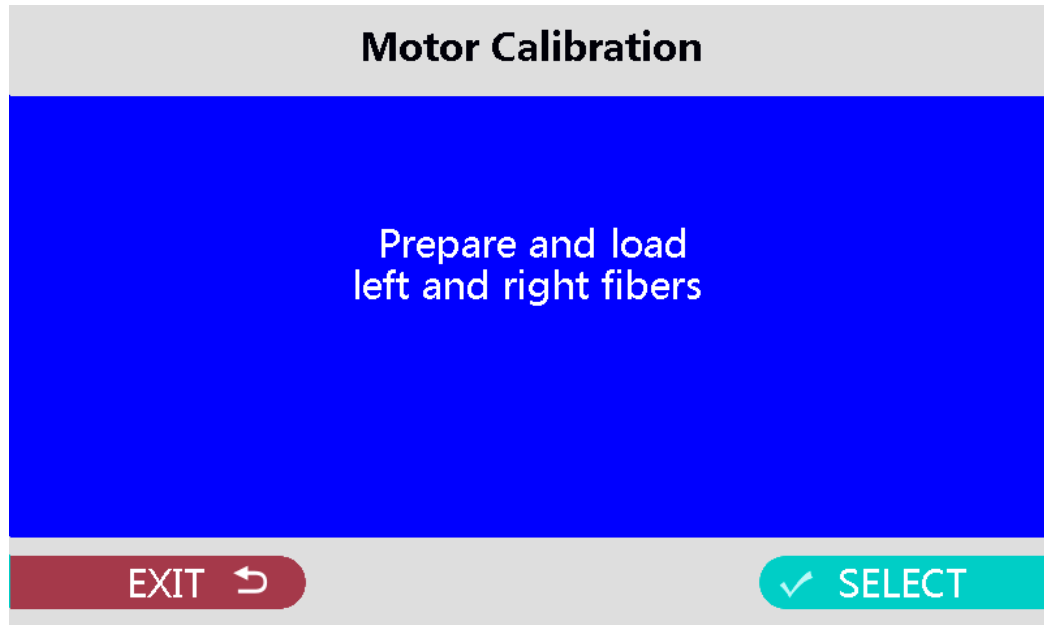 Motor Calibration
Prepare and load
left and right fibers
EXIT
SELECT